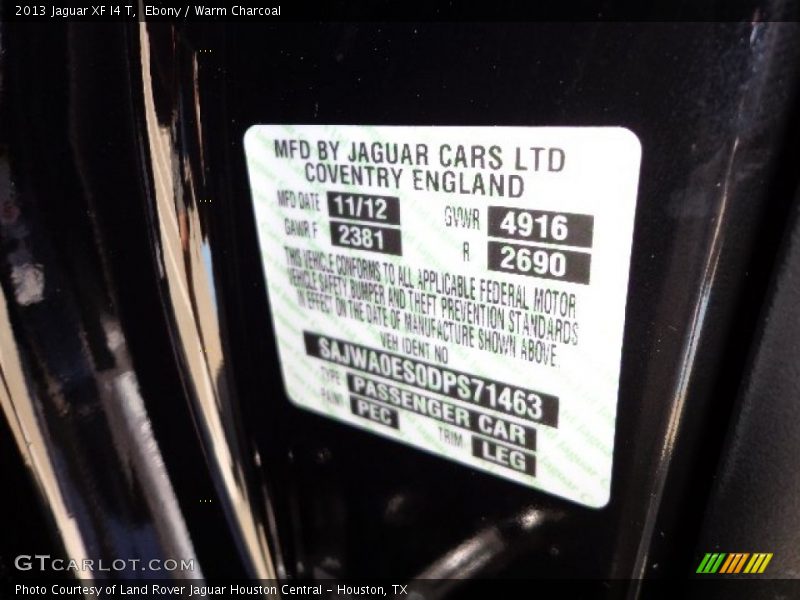 2013 Jaguar XF I4 T, Ebony / Warm Charcoal
MFD BY JAGUAR CARS LTD
COVENTRY ENGLAND
MFD DATE 11/12 GVWR 4916
GAWR F 2381 R 2690
THIS VEHICLE CONFORMS TO ALL APPLICABLE FEDERAL MOTOR
VEHICLE SAFETY BUMPER AND THEFT PREVENTION STANDARDS
IN EFFECT ON THE DATE OF MANUFACTURE SHOWN ABOVE.
VEH IDENT NO
SAJWA0ES0DPS71463
TYPE PASSENGER CAR
PAINT PEC TRIM LEG
GTCARLOT.COM
Photo Courtesy of Land Rover Jaguar Houston Central - Houston, TX